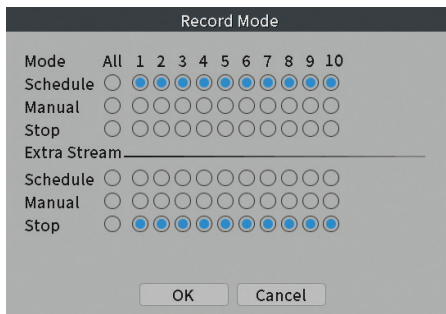 Record Mode
Mode All 1 2 3 4 5 6 7 8 9 10
Schedule
Manual
Stop
Extra Stream
Schedule
Manual
Stop
OK Cancel